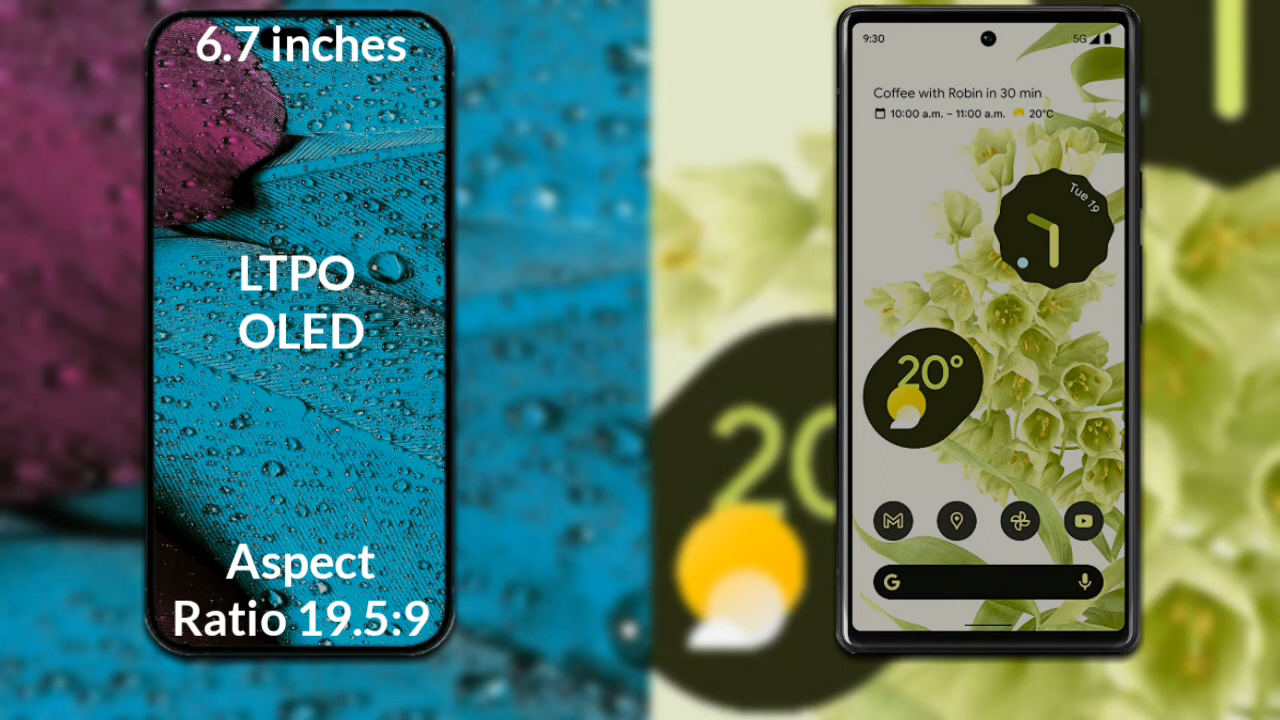 6.7 inches
LTPO
OLED
Aspect
Ratio 19.5:9
9:30
5G
Coffee with Robin in 30 min
10:00 a.m. – 11:00 a.m. 20°C
Tue 19
20°
20